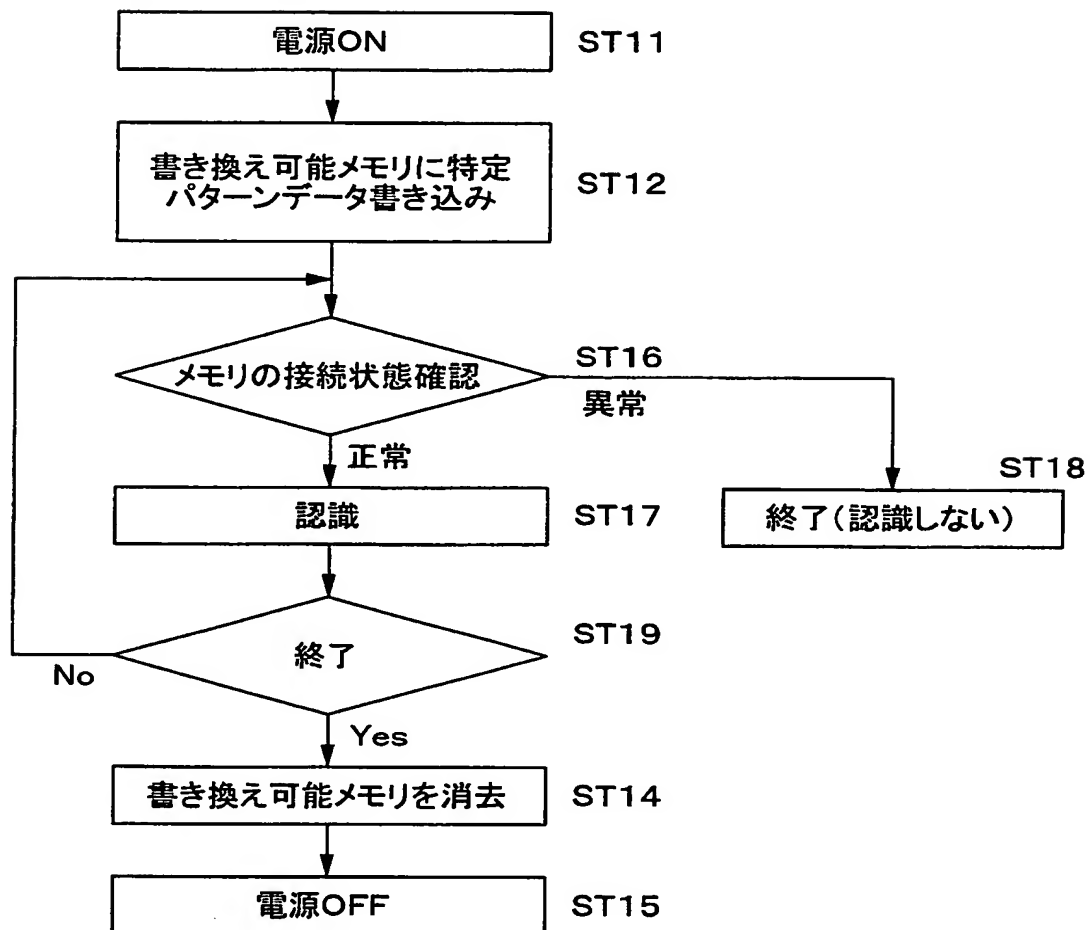 電源ON
ST11
書き換え可能メモリに特定
パターンデータ書き込み
ST12
メモリの接続状態確認
ST16
異常
正常
認識
ST17
ST18
終了(認識しない)
終了
ST19
No
Yes
書き換え可能メモリを消去
ST14
電源OFF
ST15